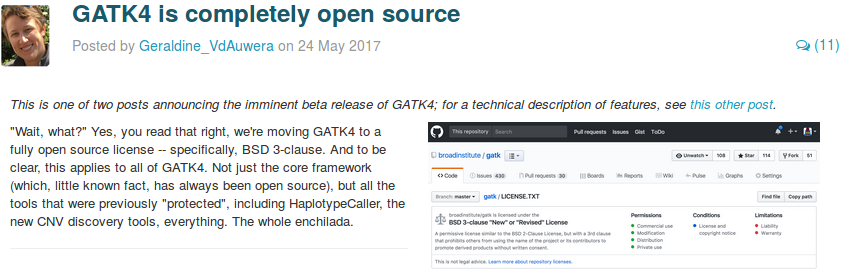 GATK4 is completely open source
Posted by Geraldine_VdAuwera on 24 May 2017
(11)
This is one of two posts announcing the imminent beta release of GATK4; for a technical description of features, see this other post.
"Wait, what?" Yes, you read that right, we're moving GATK4 to a
fully open source license -- specifically, BSD 3-clause. And to be
clear, this applies to all of GATK4. Not just the core framework
(which, little known fact, has always been open source), but all the
tools that were previously "protected", including HaplotypeCaller, the
new CNV discovery tools, everything. The whole enchilada.
This repository Search Pull requests Issues Gist ToDo
broadinstitute / gatk
Unwatch 108 Star 114 Fork 51
Code Issues 430 Pull requests 30 Boards Reports Wiki Pulse Graphs Settings
Branch: master gatk / LICENSE.TXT Find file Copy path
broadinstitute/gatk is licensed under the
BSD 3-clause "New" or "Revised" License
A permissive license similar to the BSD 2-Clause License, but with a 3rd clause
that prohibits others from using the name of the project or its contributors to
promote derived products without written consent.
Permissions
Commercial use
Modification
Distribution
Private use
Conditions
License and
copyright notice
Limitations
Liability
Warranty
This is not legal advice. Learn more about repository licenses.